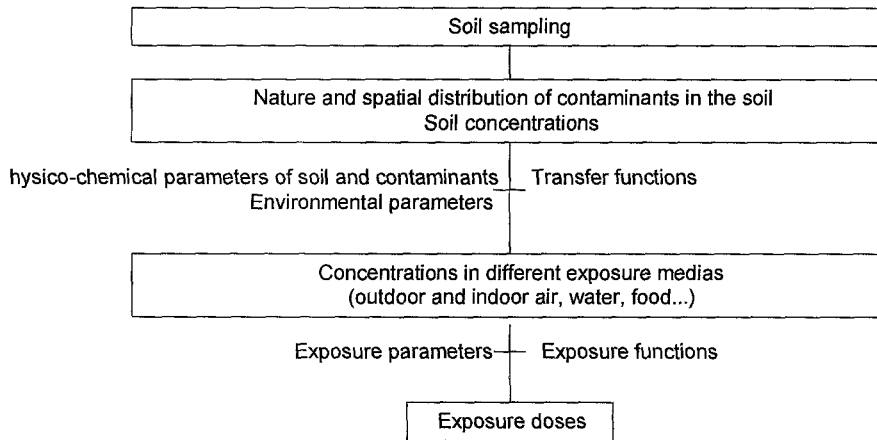 Soil sampling
Nature and spatial distribution of contaminants in the soil
Soil concentrations
hysico-chemical parameters of soil and contaminants
Transfer functions
Environmental parameters
Concentrations in different exposure medias
(outdoor and indoor air, water, food...)
Exposure parameters
Exposure functions
Exposure doses